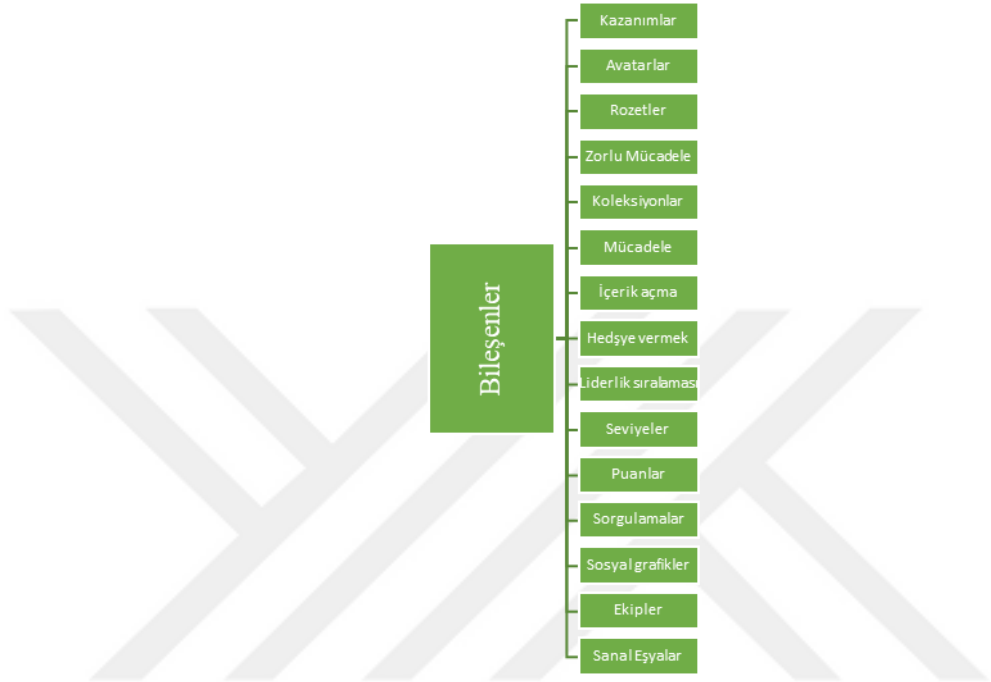 Kazanımlar
Avatarlar
Rozetler
Zorlu Mücadele
Koleksiyonlar
Mücadele
İçerik açma
Hedşye vermek
Liderlik sıralaması
Seviyeler
Puanlar
Sorgulamalar
Sosyal grafikler
Ekipler
Sanal Eşyalar
Bileşenler